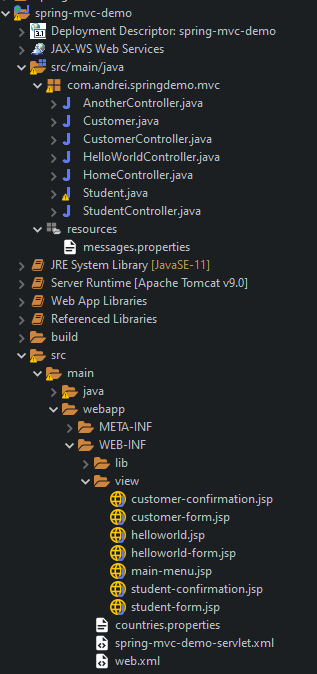 spring-mvc-demo
Deployment Descriptor: spring-mvc-demo
JAX-WS Web Services
src/main/java
com.andrei.springdemo.mvc
AnotherController.java
Customer.java
CustomerController.java
HelloWorldController.java
HomeController.java
Student.java
StudentController.java
resources
messages.properties
JRE System Library [JavaSE-11]
Server Runtime [Apache Tomcat v9.0]
Web App Libraries
Referenced Libraries
build
src
main
java
webapp
META-INF
WEB-INF
lib
view
customer-confirmation.jsp
customer-form.jsp
helloworld.jsp
helloworld-form.jsp
main-menu.jsp
student-confirmation.jsp
student-form.jsp
countries.properties
spring-mvc-demo-servlet.xml
web.xml